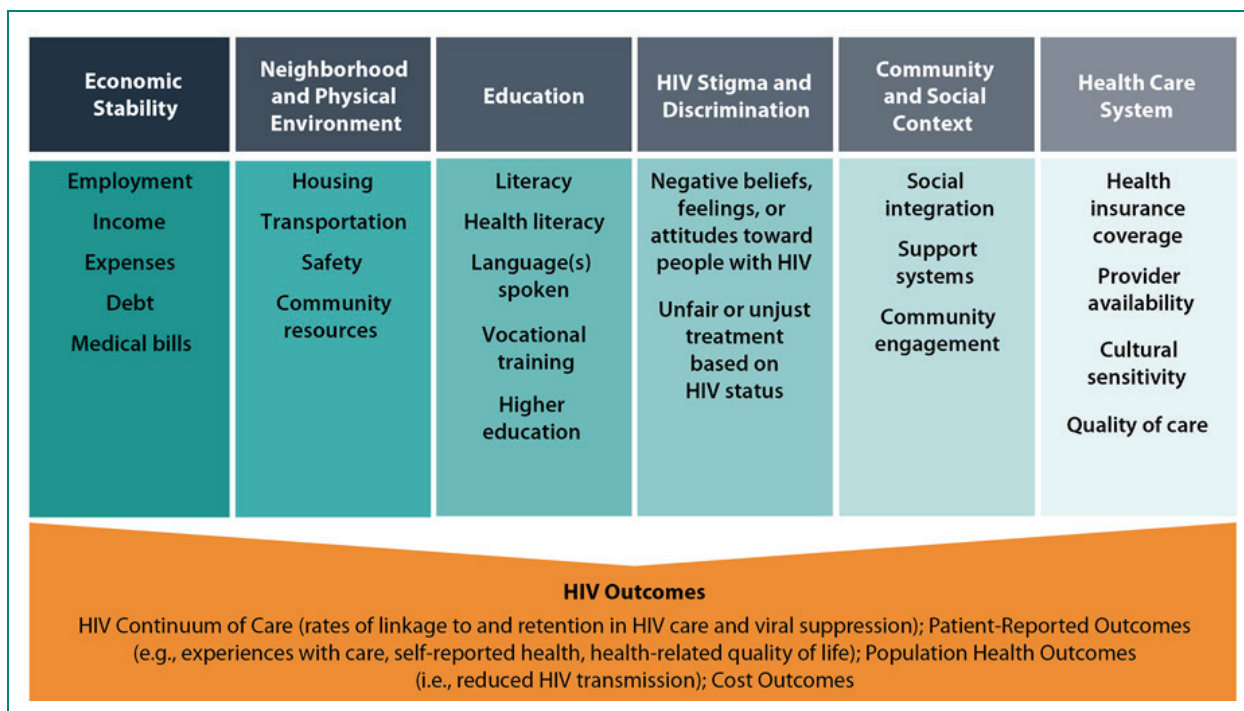 Economic
Stability
Neighborhood
and Physical
Environment
Education
HIV Stigma and
Discrimination
Community
and Social
Context
Health Care
System
Employment
Income
Expenses
Debt
Medical bills
Housing
Transportation
Safety
Community
resources
Literacy
Health literacy
Language(s)
spoken
Vocational
training
Higher
education
Negative beliefs,
feelings, or
attitudes toward
people with HIV
Unfair or unjust
treatment
based on
HIV status
Social
integration
Support
systems
Community
engagement
Health
insurance
coverage
Provider
availability
Cultural
sensitivity
Quality of care
HIV Outcomes
HIV Continuum of Care (rates of linkage to and retention in HIV care and viral suppression); Patient-Reported Outcomes
(e.g., experiences with care, self-reported health, health-related quality of life); Population Health Outcomes
(i.e., reduced HIV transmission); Cost Outcomes